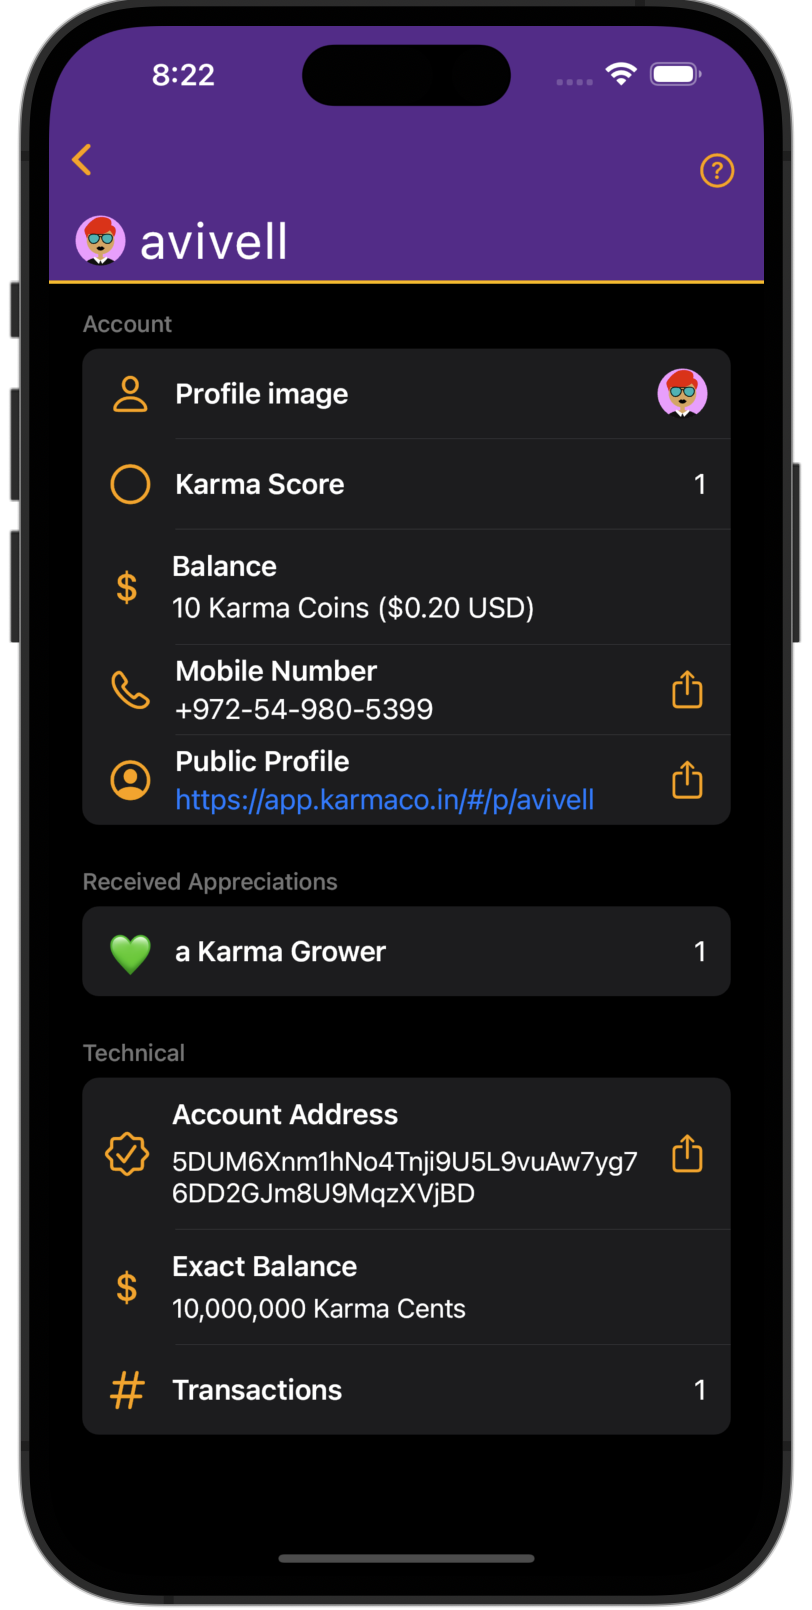 8:22
?
avivell
Account
Profile image
Karma Score 1
$ Balance
10 Karma Coins ($0.20 USD)
Mobile Number
+972-54-980-5399
Public Profile
https://app.karmaco.in/#/p/avivell
Received Appreciations
a Karma Grower 1
Technical
Account Address
5DUM6Xnm1hNo4Tnji9U5L9vuAw7yg7
6DD2GJm8U9MqzXVjBD
$ Exact Balance
10,000,000 Karma Cents
# Transactions 1